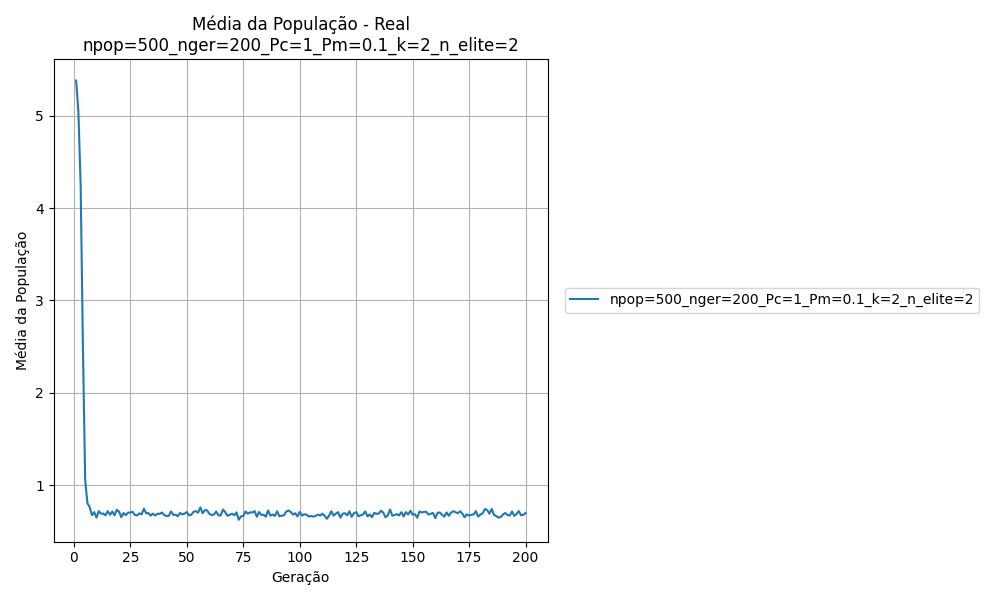 Média da População - Real
npop=500_nger=200_Pc=1_Pm=0.1_k=2_n_elite=2
Média da População
5
4
3
2
1
0 25 50 75 100 125 150 175 200
Geração
npop=500_nger=200_Pc=1_Pm=0.1_k=2_n_elite=2